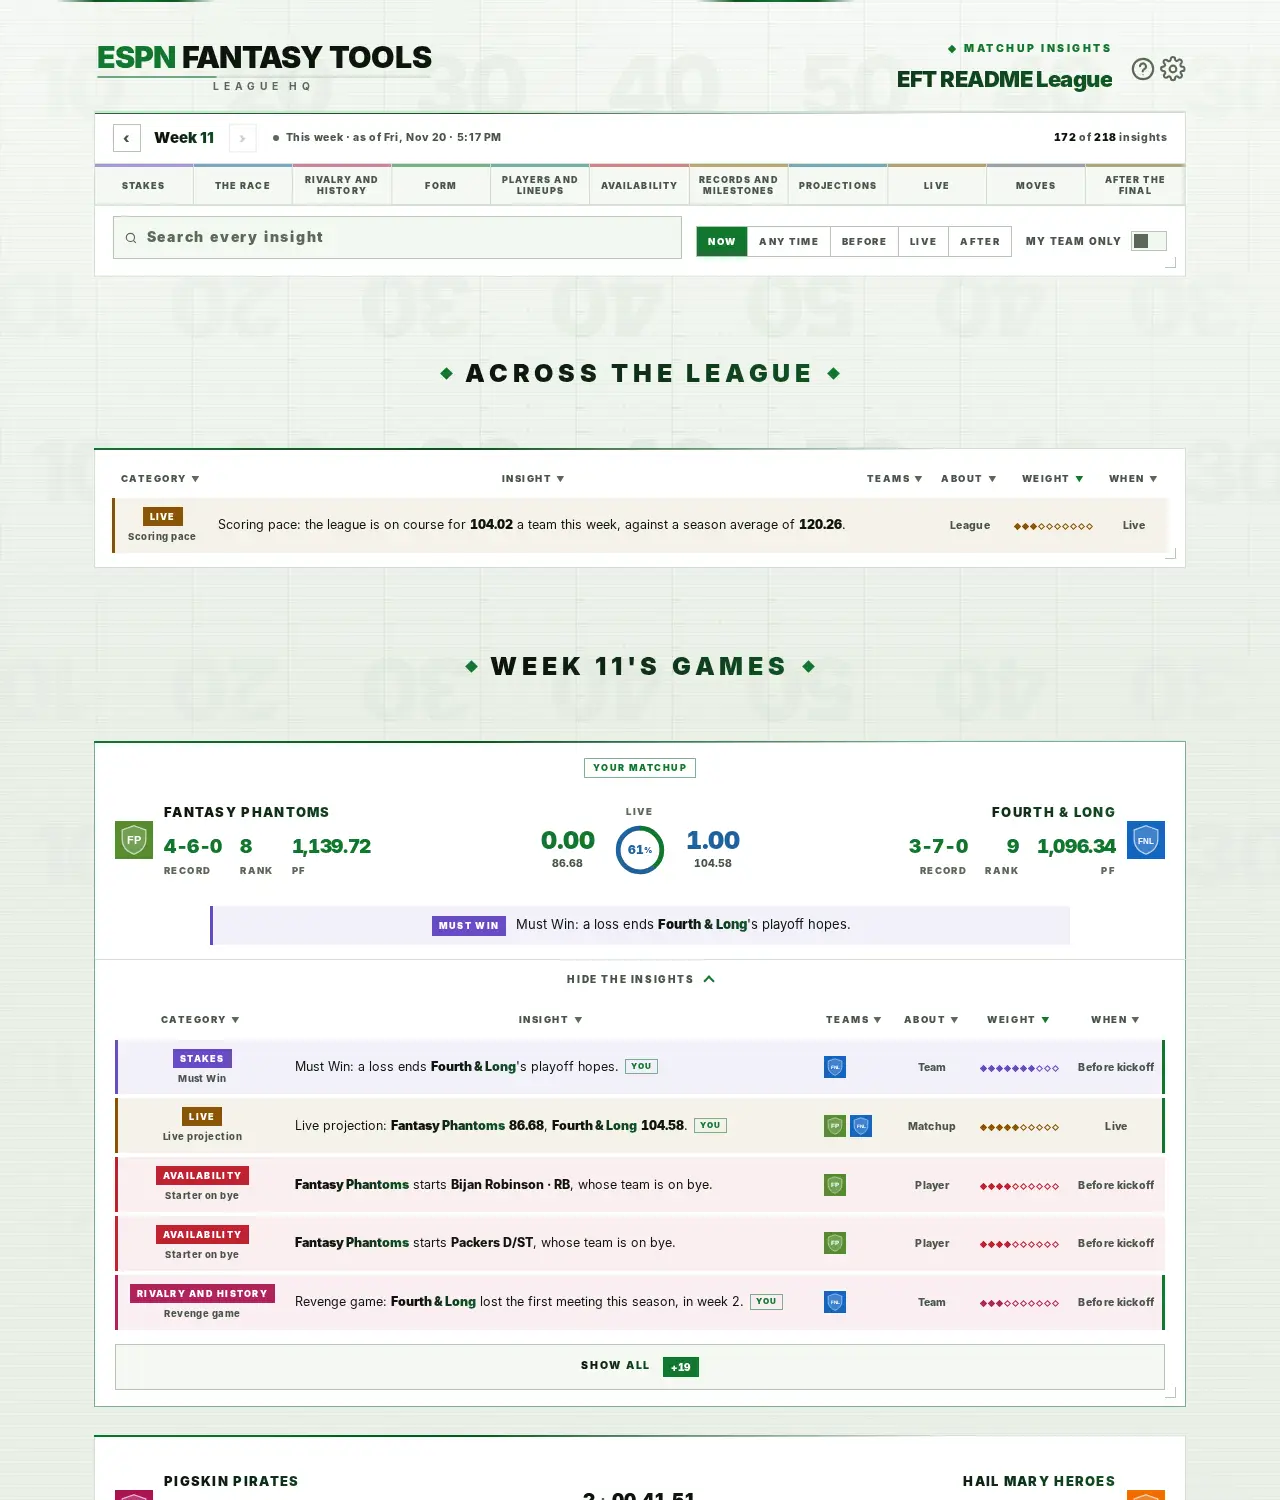 ESPN FANTASY TOOLS
LEAGUE HQ
MATCHUP INSIGHTS
EFT README League
Week 11
This week · as of Fri, Nov 20 · 5:17 PM
172 of 218 insights
STAKES
THE RACE
RIVALRY AND HISTORY
FORM
PLAYERS AND LINEUPS
AVAILABILITY
RECORDS AND MILESTONES
PROJECTIONS
LIVE
MOVES
AFTER THE FINAL
Search every insight
NOW
ANY TIME
BEFORE
LIVE
AFTER
MY TEAM ONLY
ACROSS THE LEAGUE
CATEGORY
INSIGHT
TEAMS
ABOUT
WEIGHT
WHEN
LIVE
Scoring pace
Scoring pace: the league is on course for 104.02 a team this week, against a season average of 120.26.
League
Live
WEEK 11'S GAMES
YOUR MATCHUP
FANTASY PHANTOMS
FP
4-6-0
8
1,139.72
RECORD
RANK
PF
LIVE
0.00
86.68
61%
1.00
104.58
FOURTH & LONG
3-7-0
9
1,096.34
RECORD
RANK
PF
FNL
MUST WIN
Must Win: a loss ends Fourth & Long's playoff hopes.
HIDE THE INSIGHTS
CATEGORY
INSIGHT
TEAMS
ABOUT
WEIGHT
WHEN
STAKES
Must Win
Must Win: a loss ends Fourth & Long's playoff hopes.
YOU
FNL
Team
Before kickoff
LIVE
Live projection
Live projection: Fantasy Phantoms 86.68, Fourth & Long 104.58.
YOU
FP
FNL
Matchup
Live
AVAILABILITY
Starter on bye
Fantasy Phantoms starts Bijan Robinson · RB, whose team is on bye.
FP
Player
Before kickoff
AVAILABILITY
Starter on bye
Fantasy Phantoms starts Packers D/ST, whose team is on bye.
FP
Player
Before kickoff
RIVALRY AND HISTORY
Revenge game
Revenge game: Fourth & Long lost the first meeting this season, in week 2.
YOU
FNL
Team
Before kickoff
SHOW ALL
+19
PIGSKIN PIRATES
HAIL MARY HEROES